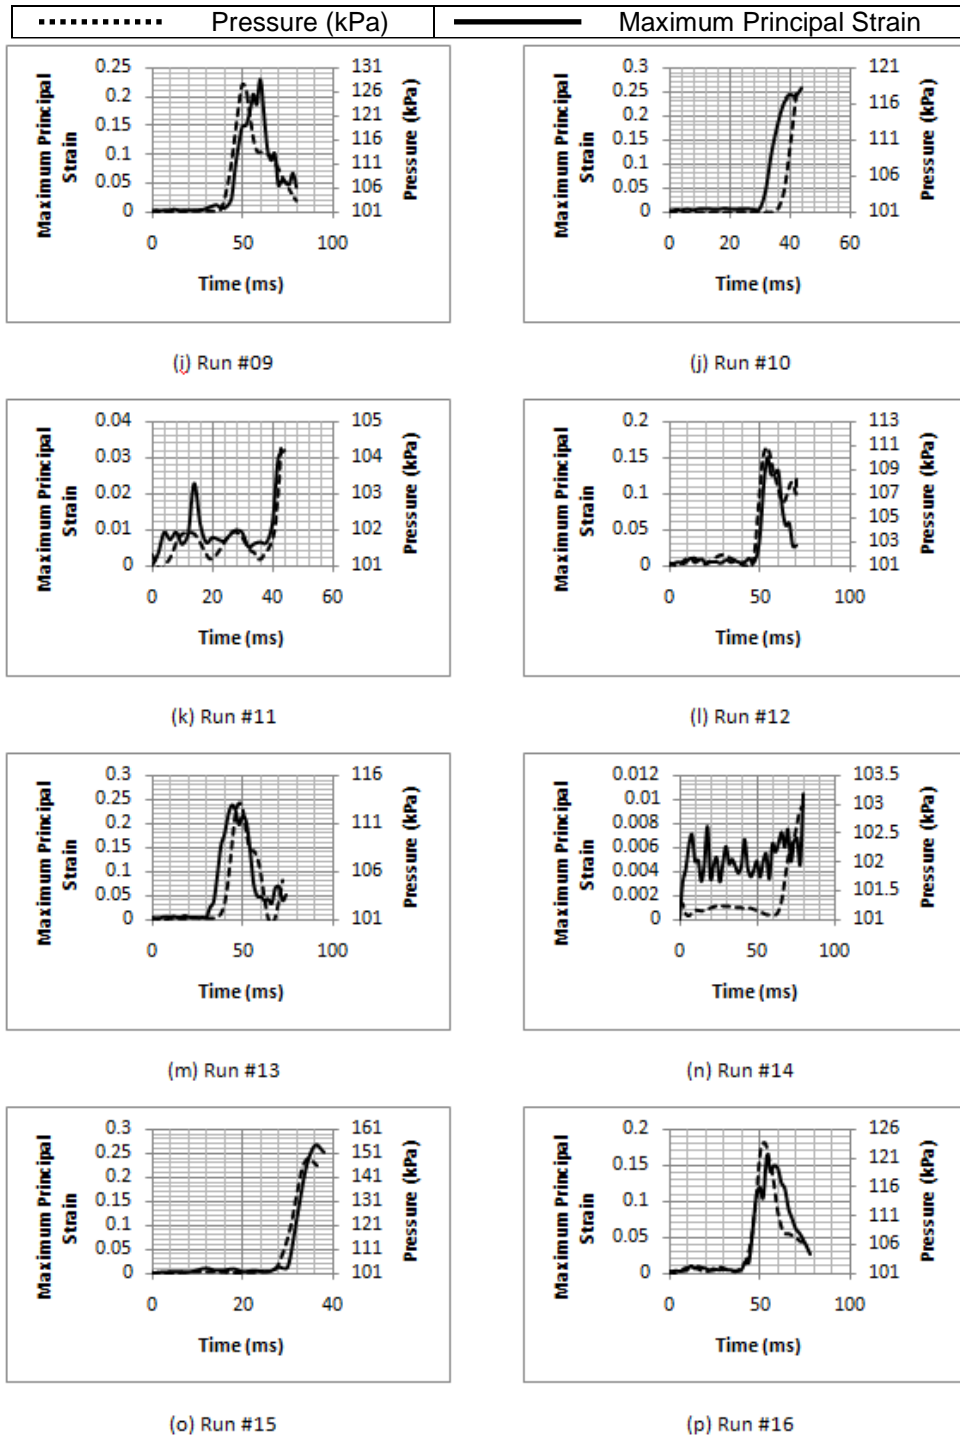 Pressure (kPa) Maximum Principal Strain
Maximum Principal Strain
0.25
0.2
0.15
0.1
0.05
0
131
126
121
116
111
106
101
Pressure (kPa)
0 50 100
Time (ms)
(i) Run #09
Maximum Principal Strain
0.3
0.25
0.2
0.15
0.1
0.05
0
121
116
111
106
101
Pressure (kPa)
0 20 40 60
Time (ms)
(j) Run #10
Maximum Principal Strain
0.04
0.03
0.02
0.01
0
105
104
103
102
101
Pressure (kPa)
0 20 40 60
Time (ms)
(k) Run #11
Maximum Principal Strain
0.2
0.15
0.1
0.05
0
113
111
109
107
105
103
101
Pressure (kPa)
0 50 100
Time (ms)
(l) Run #12
Maximum Principal Strain
0.3
0.25
0.2
0.15
0.1
0.05
0
116
111
106
101
Pressure (kPa)
0 50 100
Time (ms)
(m) Run #13
Maximum Principal Strain
0.012
0.01
0.008
0.006
0.004
0.002
0
103.5
103
102.5
102
101.5
101
Pressure (kPa)
0 50 100
Time (ms)
(n) Run #14
Maximum Principal Strain
0.3
0.25
0.2
0.15
0.1
0.05
0
161
151
141
131
121
111
101
Pressure (kPa)
0 20 40
Time (ms)
(o) Run #15
Maximum Principal Strain
0.2
0.15
0.1
0.05
0
126
121
116
111
106
101
Pressure (kPa)
0 50 100
Time (ms)
(p) Run #16